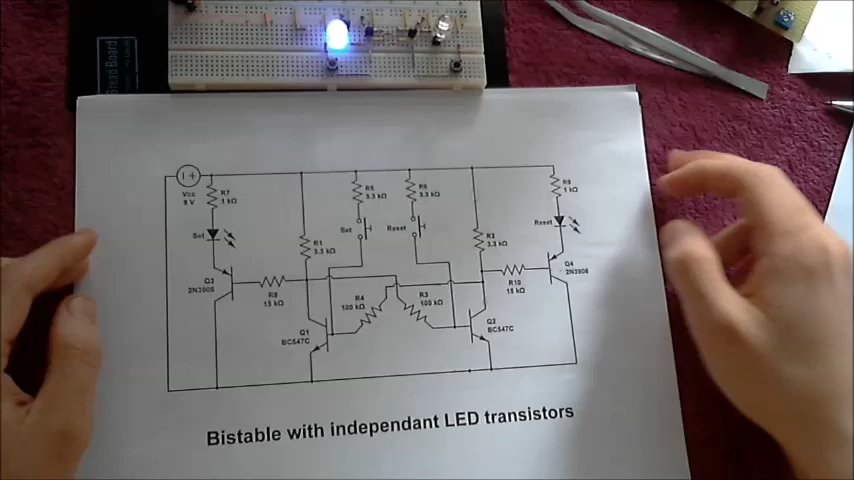 Bread Board
R7
1 kΩ
Vcc
9 V
R5
3.3 kΩ
R6
3.3 kΩ
R9
1 kΩ
Set
Set
Reset
Reset
R1
3.3 kΩ
R2
3.3 kΩ
Q3
2N3906
R8
15 kΩ
R10
15 kΩ
Q4
2N3906
R4
100 kΩ
R3
100 kΩ
Q1
BC547C
Q2
BC547C
Bistable with independant LED transistors